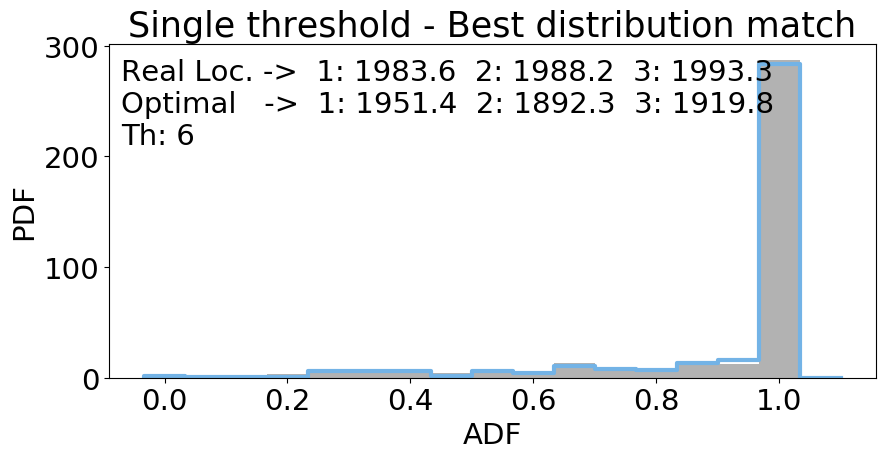 Single threshold - Best distribution match
300
Real Loc. -> 1: 1983.6 2: 1988.2 3: 1993.3
Optimal -> 1: 1951.4 2: 1892.3 3: 1919.8
Th: 6
200
PDF
100
0
0.0 0.2 0.4 0.6 0.8 1.0
ADF